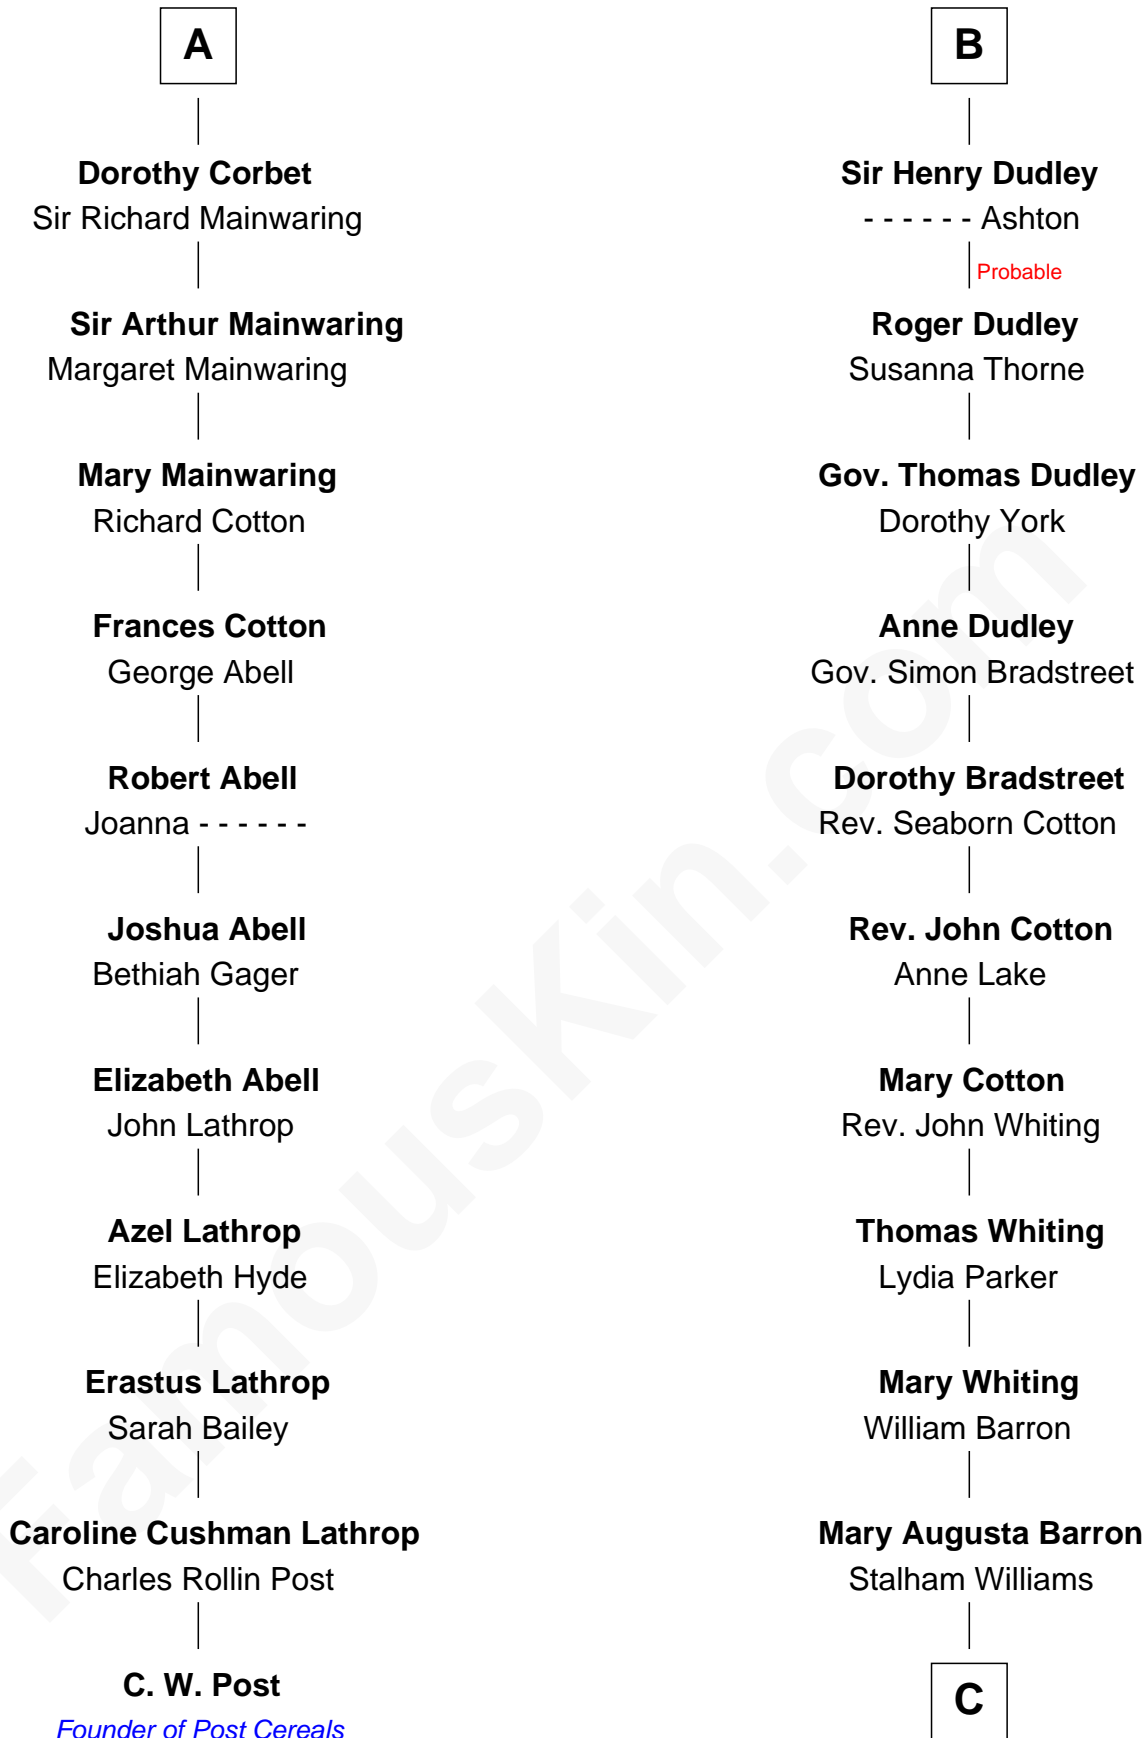 A
Dorothy Corbet
Sir Richard Mainwaring
Sir Arthur Mainwaring
Margaret Mainwaring
Mary Mainwaring
Richard Cotton
Frances Cotton
George Abell
Robert Abell
Joanna - - - - - -
Joshua Abell
Bethiah Gager
Elizabeth Abell
John Lathrop
Azel Lathrop
Elizabeth Hyde
Erastus Lathrop
Sarah Bailey
Caroline Cushman Lathrop
Charles Rollin Post
C. W. Post
Founder of Post Cereals
B
Sir Henry Dudley
- - - - - - Ashton
Probable
Roger Dudley
Susanna Thorne
Gov. Thomas Dudley
Dorothy York
Anne Dudley
Gov. Simon Bradstreet
Dorothy Bradstreet
Rev. Seaborn Cotton
Rev. John Cotton
Anne Lake
Mary Cotton
Rev. John Whiting
Thomas Whiting
Lydia Parker
Mary Whiting
William Barron
Mary Augusta Barron
Stalham Williams
C
FamousKin.com